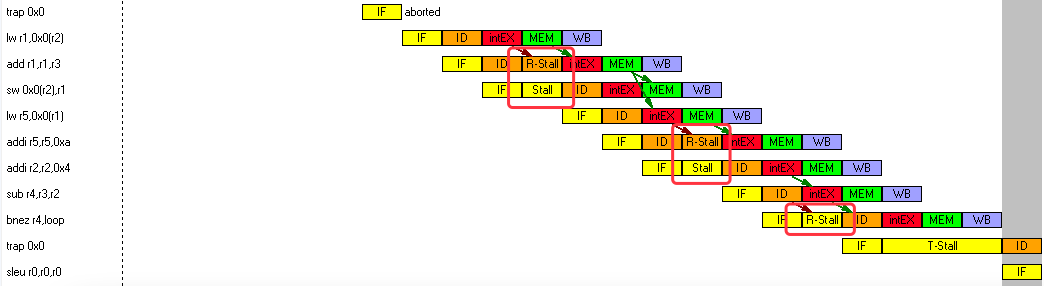 trap 0x0 IF aborted
lw r1,0x0(r2) IF ID intEX MEM WB
add r1,r1,r3 IF ID R-Stall intEX MEM WB
sw 0x0(r2),r1 IF Stall ID intEX MEM WB
lw r5,0x0(r1) IF ID intEX MEM WB
addi r5,r5,0xa IF ID R-Stall intEX MEM WB
addi r2,r2,0x4 IF Stall ID intEX MEM WB
sub r4,r3,r2 IF ID intEX MEM WB
bnez r4,loop IF R-Stall ID intEX MEM WB
trap 0x0 IF T-Stall ID
sleu r0,r0,r0 IF